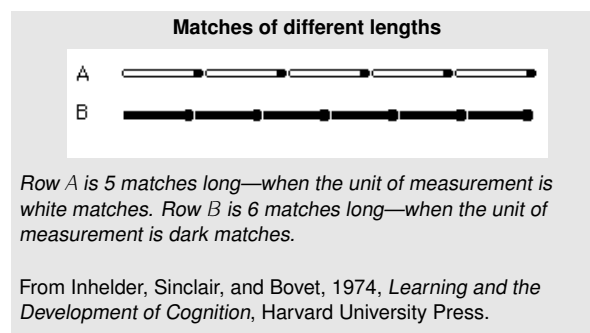 Matches of different lengths
A
B
Row A is 5 matches long—when the unit of measurement is
white matches. Row B is 6 matches long—when the unit of
measurement is dark matches.
From Inhelder, Sinclair, and Bovet, 1974, Learning and the
Development of Cognition, Harvard University Press.